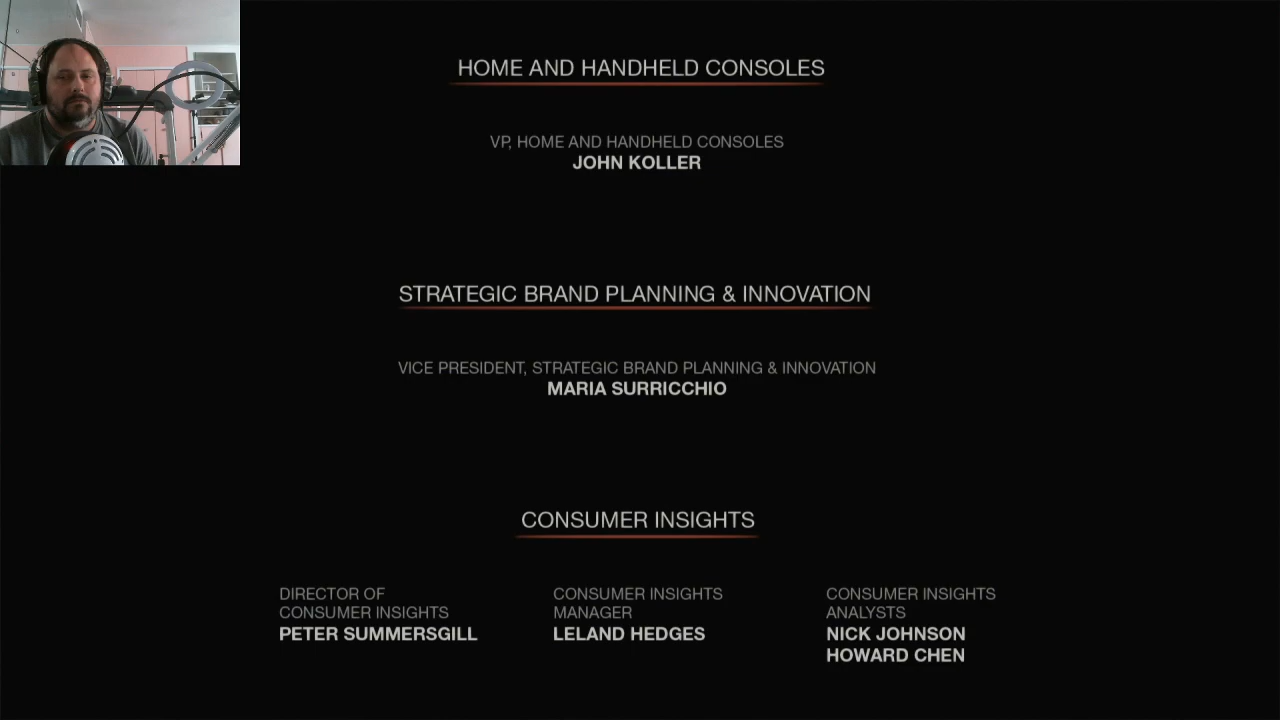 HOME AND HANDHELD CONSOLES
VP, HOME AND HANDHELD CONSOLES
JOHN KOLLER
STRATEGIC BRAND PLANNING & INNOVATION
VICE PRESIDENT, STRATEGIC BRAND PLANNING & INNOVATION
MARIA SURRICCHIO
CONSUMER INSIGHTS
DIRECTOR OF
CONSUMER INSIGHTS
PETER SUMMERSGILL
CONSUMER INSIGHTS
MANAGER
LELAND HEDGES
CONSUMER INSIGHTS
ANALYSTS
NICK JOHNSON
HOWARD CHEN